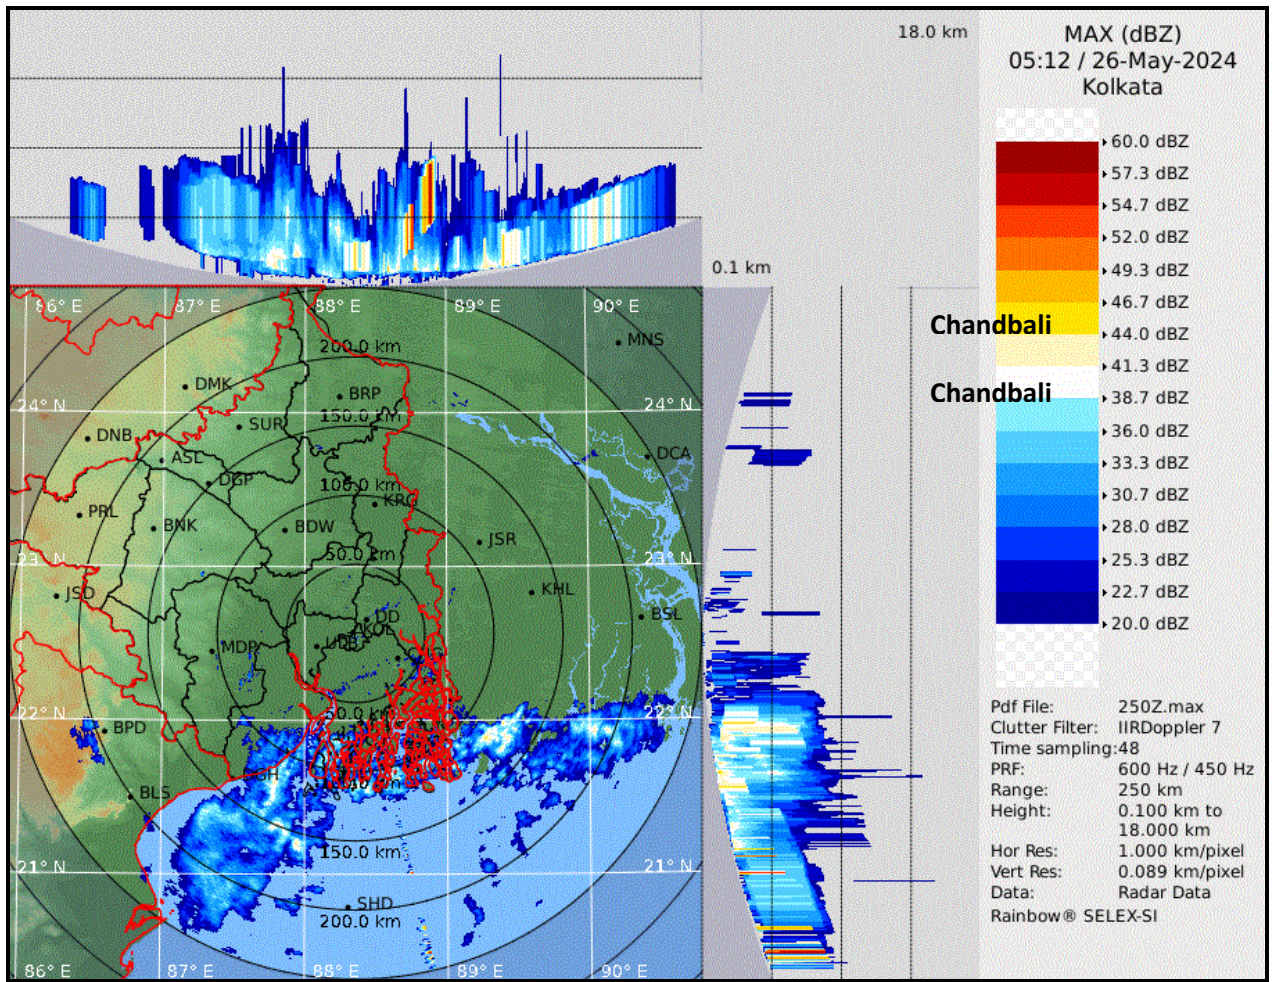 18.0 km
MAX (dBZ)
05:12 / 26-May-2024
Kolkata
60.0 dBZ
57.3 dBZ
54.7 dBZ
52.0 dBZ
49.3 dBZ
46.7 dBZ
44.0 dBZ
41.3 dBZ
38.7 dBZ
36.0 dBZ
33.3 dBZ
30.7 dBZ
28.0 dBZ
25.3 dBZ
22.7 dBZ
20.0 dBZ
Chandbali
Chandbali
0.1 km
86° E 87° E 88° E 89° E 90° E
MNS
200.0 km
DMK
BRP
24° N 150.0 km 24° N
SUR
DNB
ASL
DCA
DGP
100.0 km
KRG
PRL
BNK
BDW
JSR
50.0 km
23° N 23° N
JSD
KHL
BSL
DD
KOL
UDB
MDP
22° N
50.0 km
BPD
BLS
150.0 km
21° N 21° N
SHD
200.0 km
86° E 87° E 88° E 89° E 90° E
Pdf File: 250Z.max
Clutter Filter: IIRDoppler 7
Time sampling:48
PRF: 600 Hz / 450 Hz
Range: 250 km
Height: 0.100 km to
18.000 km
Hor Res: 1.000 km/pixel
Vert Res: 0.089 km/pixel
Data: Radar Data
Rainbow® SELEX-SI